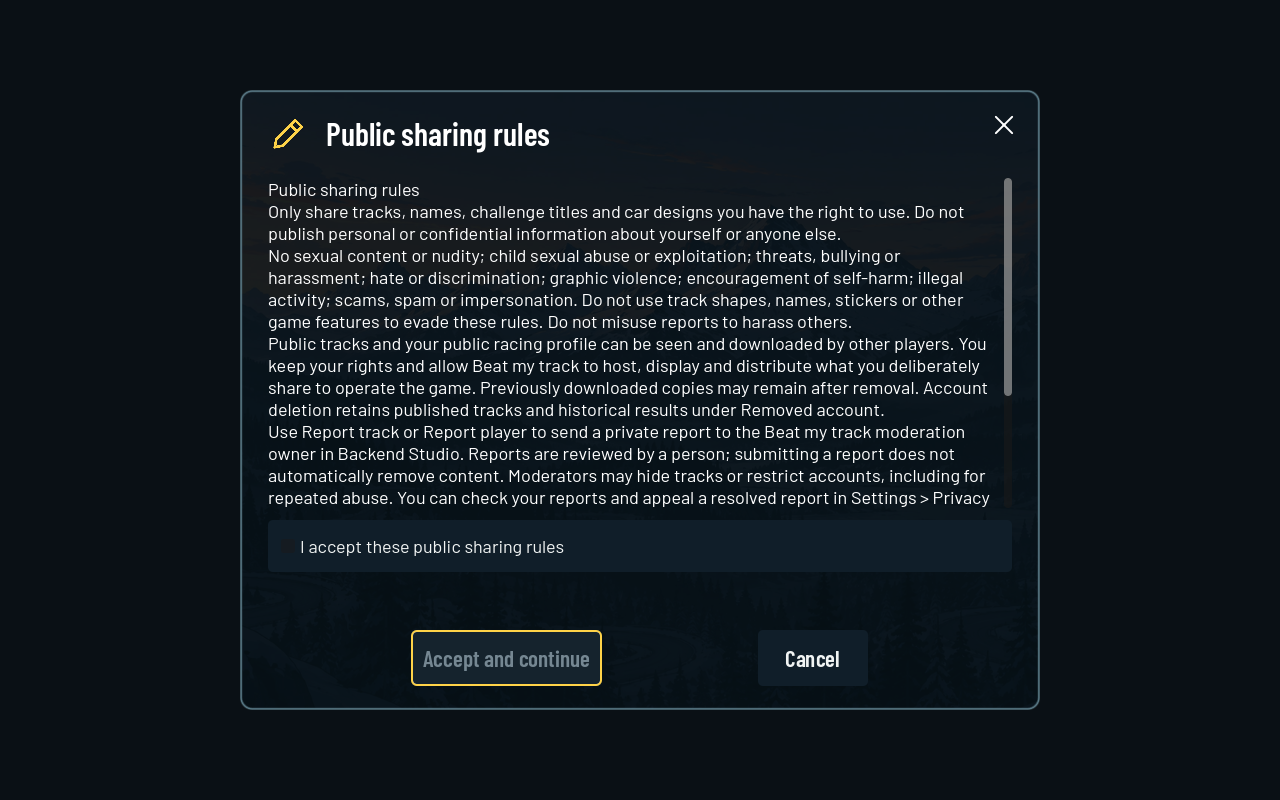 Public sharing rules
Public sharing rules
Only share tracks, names, challenge titles and car designs you have the right to use. Do not
publish personal or confidential information about yourself or anyone else.
No sexual content or nudity; child sexual abuse or exploitation; threats, bullying or
harassment; hate or discrimination; graphic violence; encouragement of self-harm; illegal
activity; scams, spam or impersonation. Do not use track shapes, names, stickers or other
game features to evade these rules. Do not misuse reports to harass others.
Public tracks and your public racing profile can be seen and downloaded by other players. You
keep your rights and allow Beat my track to host, display and distribute what you deliberately
share to operate the game. Previously downloaded copies may remain after removal. Account
deletion retains published tracks and historical results under Removed account.
Use Report track or Report player to send a private report to the Beat my track moderation
owner in Backend Studio. Reports are reviewed by a person; submitting a report does not
automatically remove content. Moderators may hide tracks or restrict accounts, including for
repeated abuse. You can check your reports and appeal a resolved report in Settings > Privacy
I accept these public sharing rules
Accept and continue
Cancel